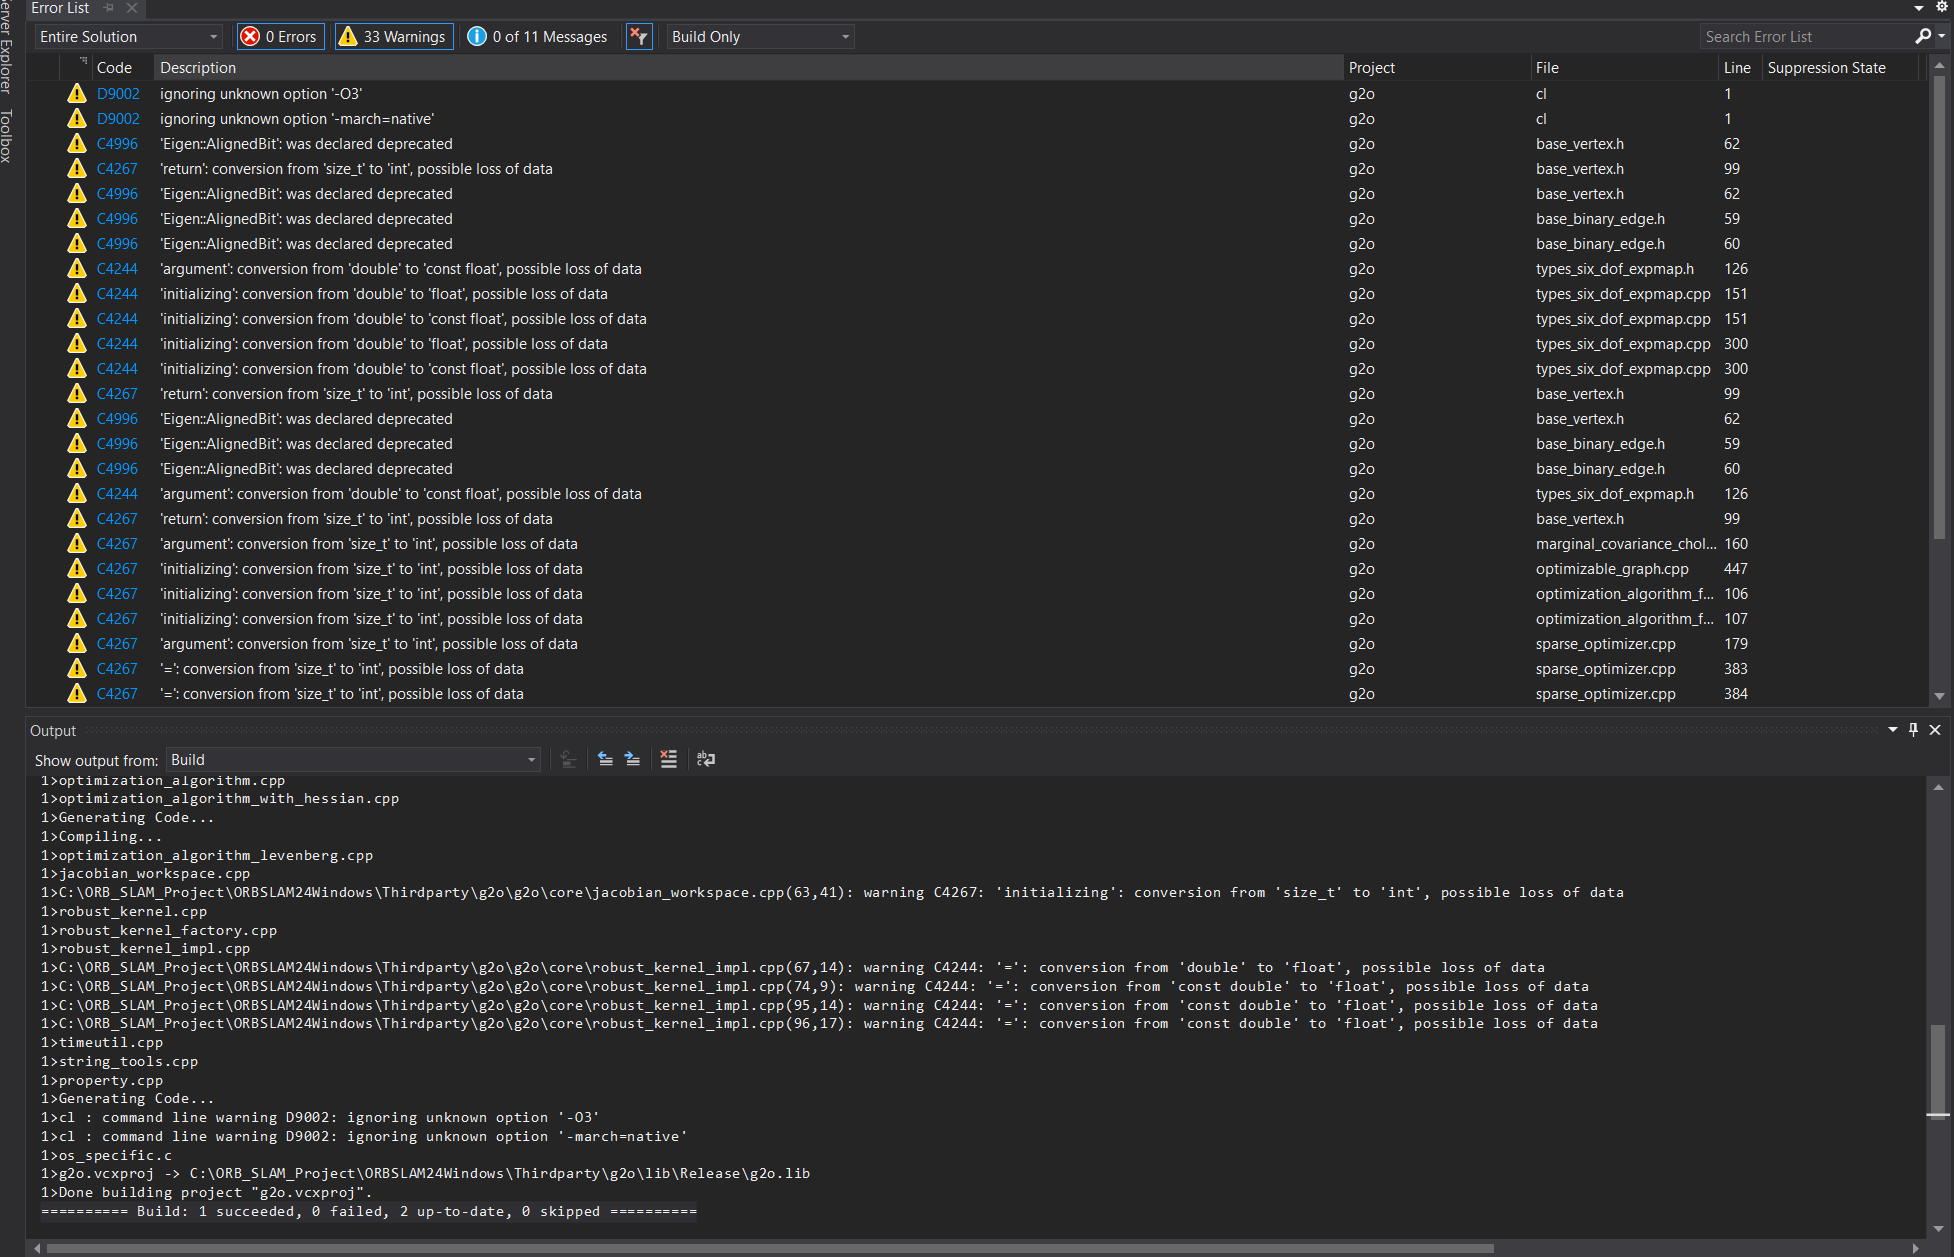 Server Explorer
Toolbox
Error List
Entire Solution
0 Errors
33 Warnings
0 of 11 Messages
Build Only
Search Error List
Code Description Project File Line Suppression State
D9002 ignoring unknown option '-O3' g2o cl 1
D9002 ignoring unknown option '-march=native' g2o cl 1
C4996 'Eigen::AlignedBit': was declared deprecated g2o base_vertex.h 62
C4267 'return': conversion from 'size_t' to 'int', possible loss of data g2o base_vertex.h 99
C4996 'Eigen::AlignedBit': was declared deprecated g2o base_vertex.h 62
C4996 'Eigen::AlignedBit': was declared deprecated g2o base_binary_edge.h 59
C4996 'Eigen::AlignedBit': was declared deprecated g2o base_binary_edge.h 60
C4244 'argument': conversion from 'double' to 'const float', possible loss of data g2o types_six_dof_expmap.h 126
C4244 'initializing': conversion from 'double' to 'float', possible loss of data g2o types_six_dof_expmap.cpp 151
C4244 'initializing': conversion from 'double' to 'const float', possible loss of data g2o types_six_dof_expmap.cpp 151
C4244 'initializing': conversion from 'double' to 'float', possible loss of data g2o types_six_dof_expmap.cpp 300
C4244 'initializing': conversion from 'double' to 'const float', possible loss of data g2o types_six_dof_expmap.cpp 300
C4267 'return': conversion from 'size_t' to 'int', possible loss of data g2o base_vertex.h 99
C4996 'Eigen::AlignedBit': was declared deprecated g2o base_vertex.h 62
C4996 'Eigen::AlignedBit': was declared deprecated g2o base_binary_edge.h 59
C4996 'Eigen::AlignedBit': was declared deprecated g2o base_binary_edge.h 60
C4244 'argument': conversion from 'double' to 'const float', possible loss of data g2o types_six_dof_expmap.h 126
C4267 'return': conversion from 'size_t' to 'int', possible loss of data g2o base_vertex.h 99
C4267 'argument': conversion from 'size_t' to 'int', possible loss of data g2o marginal_covariance_chol... 160
C4267 'initializing': conversion from 'size_t' to 'int', possible loss of data g2o optimizable_graph.cpp 447
C4267 'initializing': conversion from 'size_t' to 'int', possible loss of data g2o optimization_algorithm_f... 106
C4267 'initializing': conversion from 'size_t' to 'int', possible loss of data g2o optimization_algorithm_f... 107
C4267 'argument': conversion from 'size_t' to 'int', possible loss of data g2o sparse_optimizer.cpp 179
C4267 '=': conversion from 'size_t' to 'int', possible loss of data g2o sparse_optimizer.cpp 383
C4267 '=': conversion from 'size_t' to 'int', possible loss of data g2o sparse_optimizer.cpp 384
Output
Show output from: Build
1>optimization_algorithm.cpp
1>optimization_algorithm_with_hessian.cpp
1>Generating Code...
1>Compiling...
1>optimization_algorithm_levenberg.cpp
1>jacobian_workspace.cpp
1>C:\ORB_SLAM_Project\ORBSLAM24Windows\Thirdparty\g2o\g2o\core\jacobian_workspace.cpp(63,41): warning C4267: 'initializing': conversion from 'size_t' to 'int', possible loss of data
1>robust_kernel.cpp
1>robust_kernel_factory.cpp
1>robust_kernel_impl.cpp
1>C:\ORB_SLAM_Project\ORBSLAM24Windows\Thirdparty\g2o\g2o\core\robust_kernel_impl.cpp(67,14): warning C4244: '=': conversion from 'double' to 'float', possible loss of data
1>C:\ORB_SLAM_Project\ORBSLAM24Windows\Thirdparty\g2o\g2o\core\robust_kernel_impl.cpp(74,9): warning C4244: '=': conversion from 'const double' to 'float', possible loss of data
1>C:\ORB_SLAM_Project\ORBSLAM24Windows\Thirdparty\g2o\g2o\core\robust_kernel_impl.cpp(95,14): warning C4244: '=': conversion from 'const double' to 'float', possible loss of data
1>C:\ORB_SLAM_Project\ORBSLAM24Windows\Thirdparty\g2o\g2o\core\robust_kernel_impl.cpp(96,17): warning C4244: '=': conversion from 'const double' to 'float', possible loss of data
1>timeutil.cpp
1>string_tools.cpp
1>property.cpp
1>Generating Code...
1>cl : command line warning D9002: ignoring unknown option '-O3'
1>cl : command line warning D9002: ignoring unknown option '-march=native'
1>os_specific.c
1>g2o.vcxproj -> C:\ORB_SLAM_Project\ORBSLAM24Windows\Thirdparty\g2o\lib\Release\g2o.lib
1>Done building project "g2o.vcxproj".
========== Build: 1 succeeded, 0 failed, 2 up-to-date, 0 skipped ==========